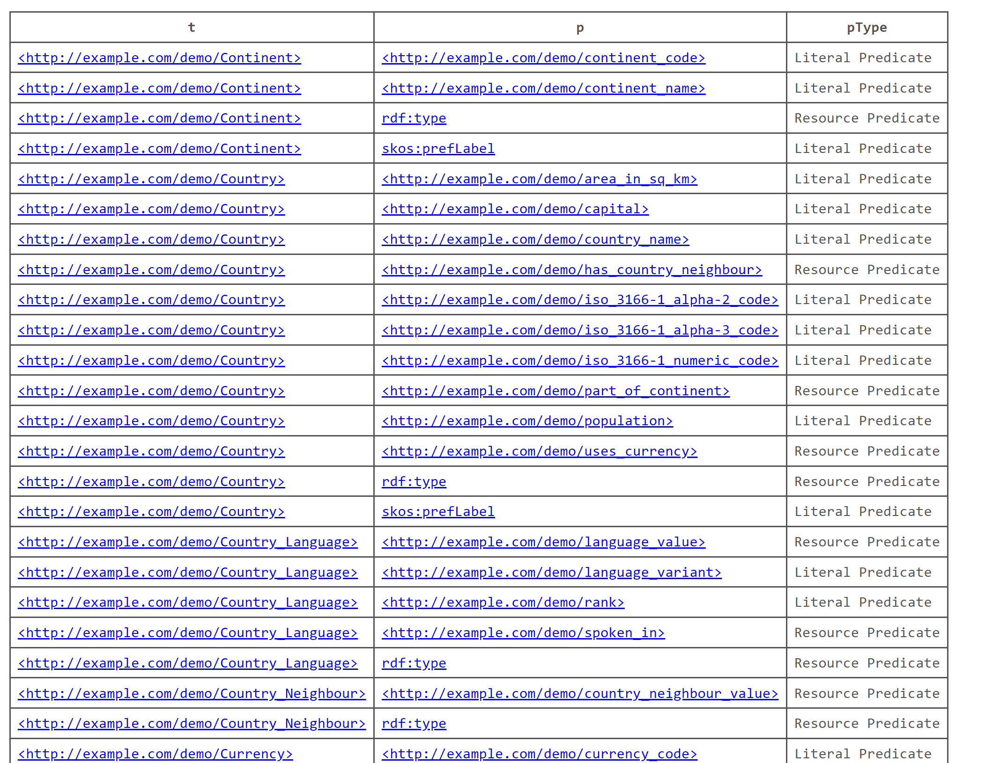 t p pType
<http://example.com/demo/Continent> <http://example.com/demo/continent_code> Literal Predicate
<http://example.com/demo/Continent> <http://example.com/demo/continent_name> Literal Predicate
<http://example.com/demo/Continent> rdf:type Resource Predicate
<http://example.com/demo/Continent> skos:prefLabel Literal Predicate
<http://example.com/demo/Country> <http://example.com/demo/area_in_sq_km> Literal Predicate
<http://example.com/demo/Country> <http://example.com/demo/capital> Literal Predicate
<http://example.com/demo/Country> <http://example.com/demo/country_name> Literal Predicate
<http://example.com/demo/Country> <http://example.com/demo/has_country_neighbour> Resource Predicate
<http://example.com/demo/Country> <http://example.com/demo/iso_3166-1_alpha-2_code> Literal Predicate
<http://example.com/demo/Country> <http://example.com/demo/iso_3166-1_alpha-3_code> Literal Predicate
<http://example.com/demo/Country> <http://example.com/demo/iso_3166-1_numeric_code> Literal Predicate
<http://example.com/demo/Country> <http://example.com/demo/part_of_continent> Resource Predicate
<http://example.com/demo/Country> <http://example.com/demo/population> Literal Predicate
<http://example.com/demo/Country> <http://example.com/demo/uses_currency> Resource Predicate
<http://example.com/demo/Country> rdf:type Resource Predicate
<http://example.com/demo/Country> skos:prefLabel Literal Predicate
<http://example.com/demo/Country_Language> <http://example.com/demo/language_value> Resource Predicate
<http://example.com/demo/Country_Language> <http://example.com/demo/language_variant> Literal Predicate
<http://example.com/demo/Country_Language> <http://example.com/demo/rank> Literal Predicate
<http://example.com/demo/Country_Language> <http://example.com/demo/spoken_in> Resource Predicate
<http://example.com/demo/Country_Language> rdf:type Resource Predicate
<http://example.com/demo/Country_Neighbour> <http://example.com/demo/country_neighbour_value> Resource Predicate
<http://example.com/demo/Country_Neighbour> rdf:type Resource Predicate
<http://example.com/demo/Currency> <http://example.com/demo/currency_code> Literal Predicate